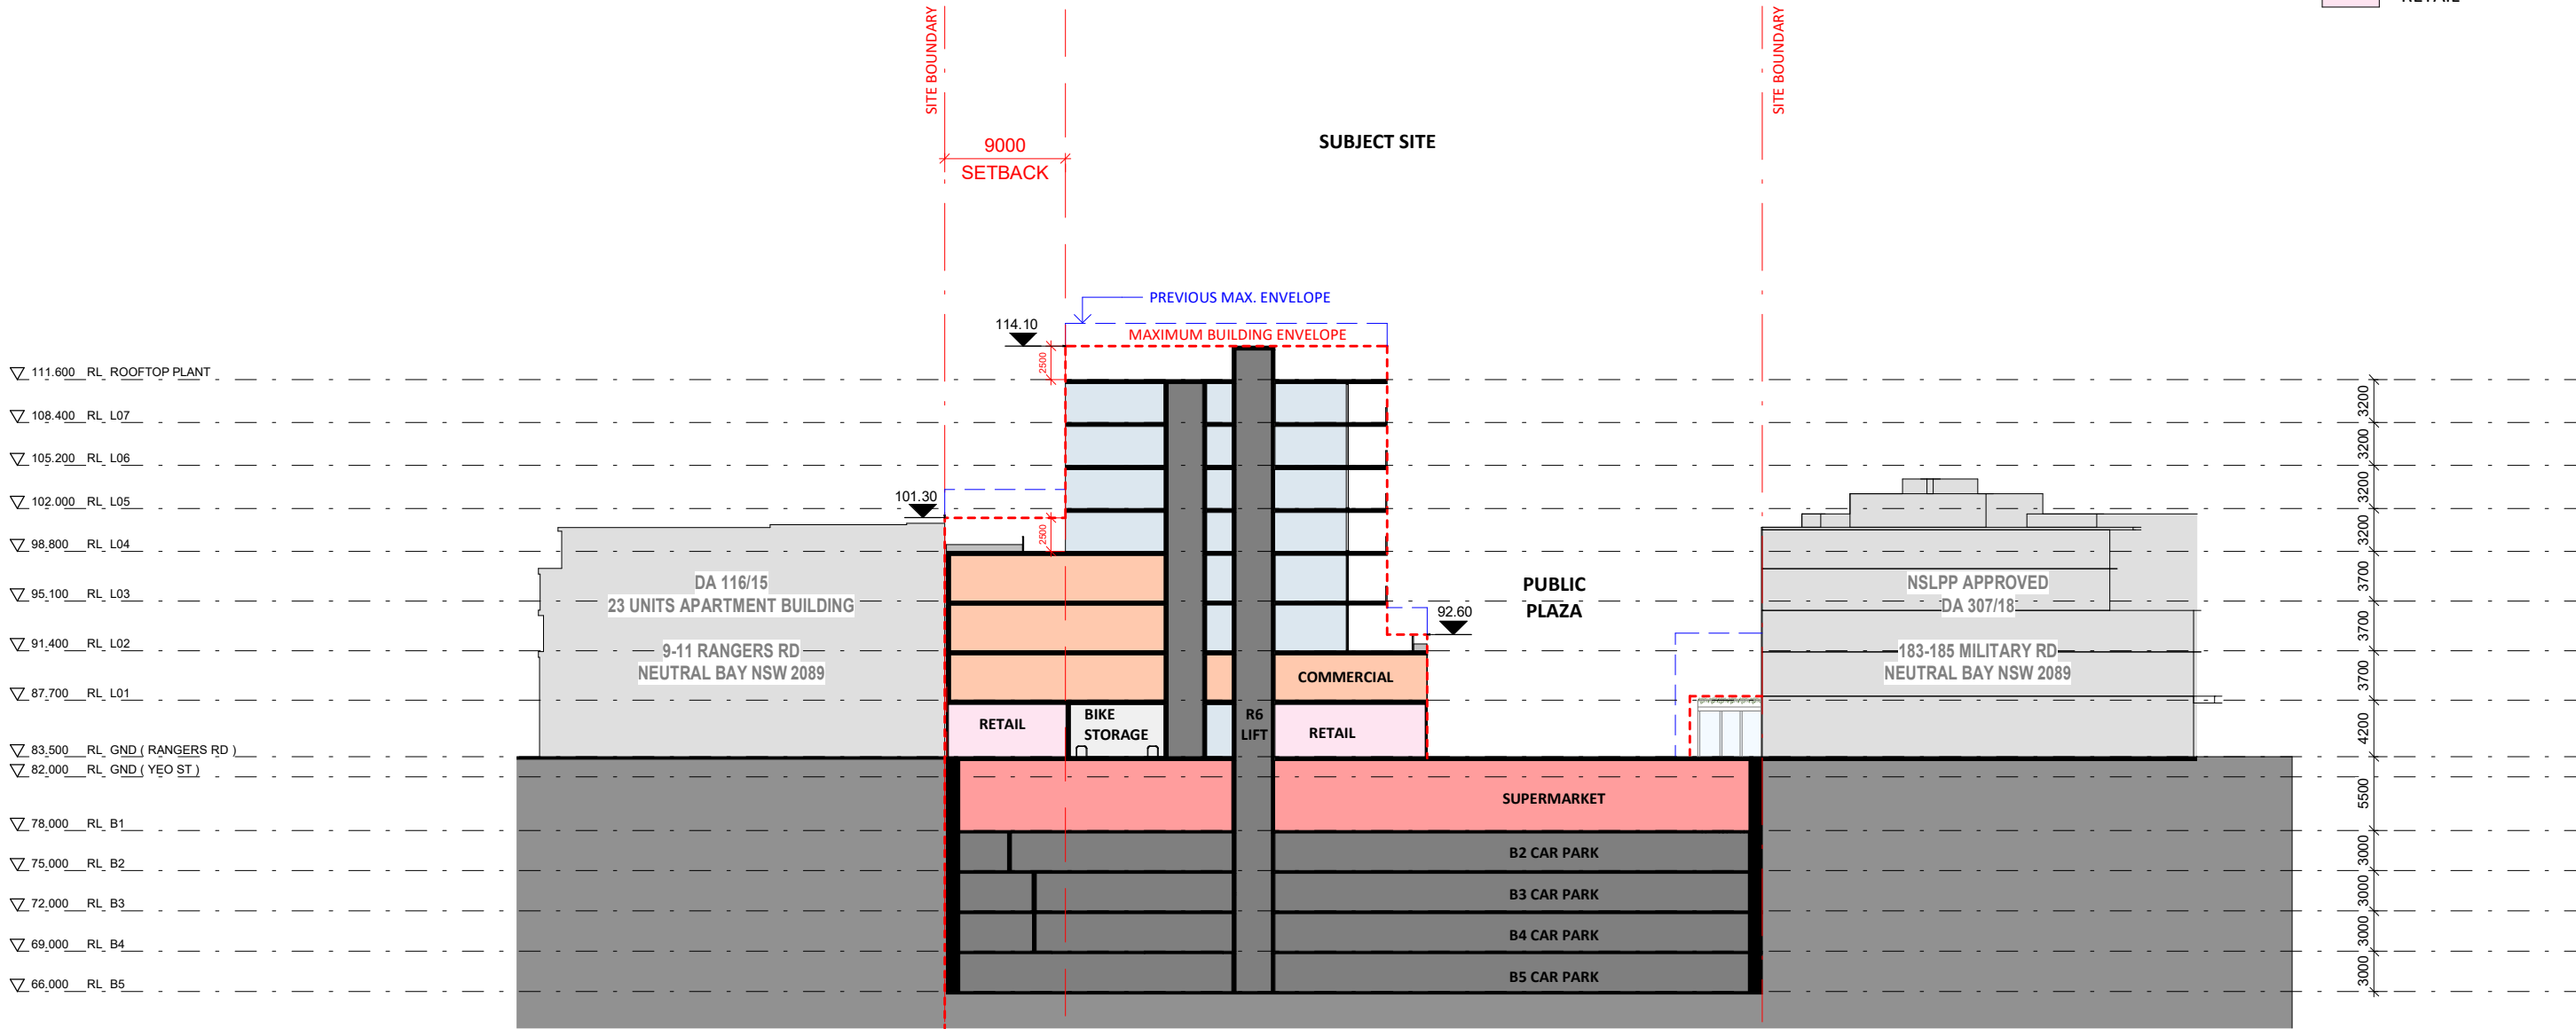 RETAIL
SITE BOUNDARY
SITE BOUNDARY
9000
SETBACK
SUBJECT SITE
PREVIOUS MAX. ENVELOPE
114.10
MAXIMUM BUILDING ENVELOPE
2500
111.600 RL ROOFTOP PLANT
108.400 RL L07
105.200 RL L06
102.000 RL L05
98.800 RL L04
95.100 RL L03
91.400 RL L02
87.700 RL L01
83.500 RL GND ( RANGERS RD )
82.000 RL GND ( YEO ST )
78.000 RL B1
75.000 RL B2
72.000 RL B3
69.000 RL B4
66.000 RL B5
101.30
2500
DA 116/15
23 UNITS APARTMENT BUILDING
9-11 RANGERS RD
NEUTRAL BAY NSW 2089
PUBLIC
PLAZA
92.60
NSLPP APPROVED
DA 307/18
183-185 MILITARY RD
NEUTRAL BAY NSW 2089
COMMERCIAL
RETAIL
BIKE
STORAGE
R6
LIFT
RETAIL
SUPERMARKET
B2 CAR PARK
B3 CAR PARK
B4 CAR PARK
B5 CAR PARK
3200
3200
3200
3200
3700
3700
3700
4200
5500
3000
3000
3000
3000